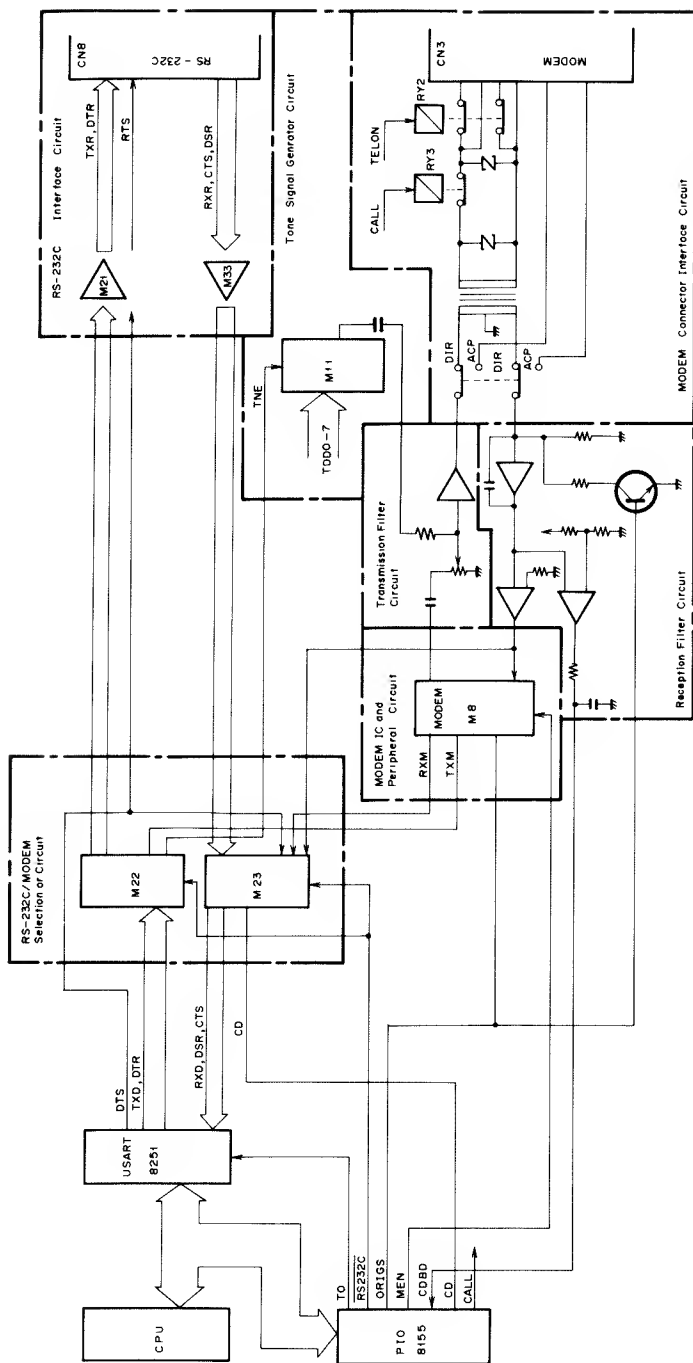 CPU
PIO
8155
TO
RS232C
ORIGS
MEN
CDBD
CD
CALL
USART
8251
DTS
TXD, DTR
RXD, DSR, CTS
CD
RS-232C/MODEM
Selection or Circuit
M22
M23
RXM
TXM
MODEM IC and
Peripheral Circuit
MODEM
M8
Transmission Filter
Circuit
Reception Filter Circuit
TNE
TDD0-7
M11
Tone Signal Genrator Circuit
RS-232C Interface Circuit
M21
M33
TXR, DTR
RTS
RXR, CTS, DSR
CN8
RS-232C
DIR
ACP
DIR
ACP
CALL
RY3
TELON
RY2
CN3
MODEM
MODEM Connector Interface Circuit